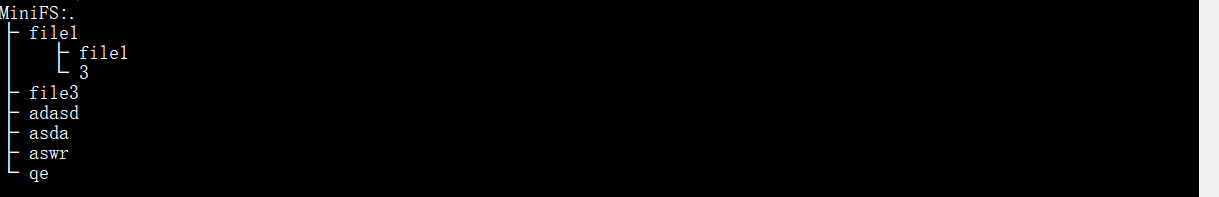 MiniFS:.
├ file1
│   ├ file1
│   └ 3
├ file3
├ adasd
├ asda
├ aswr
└ qe